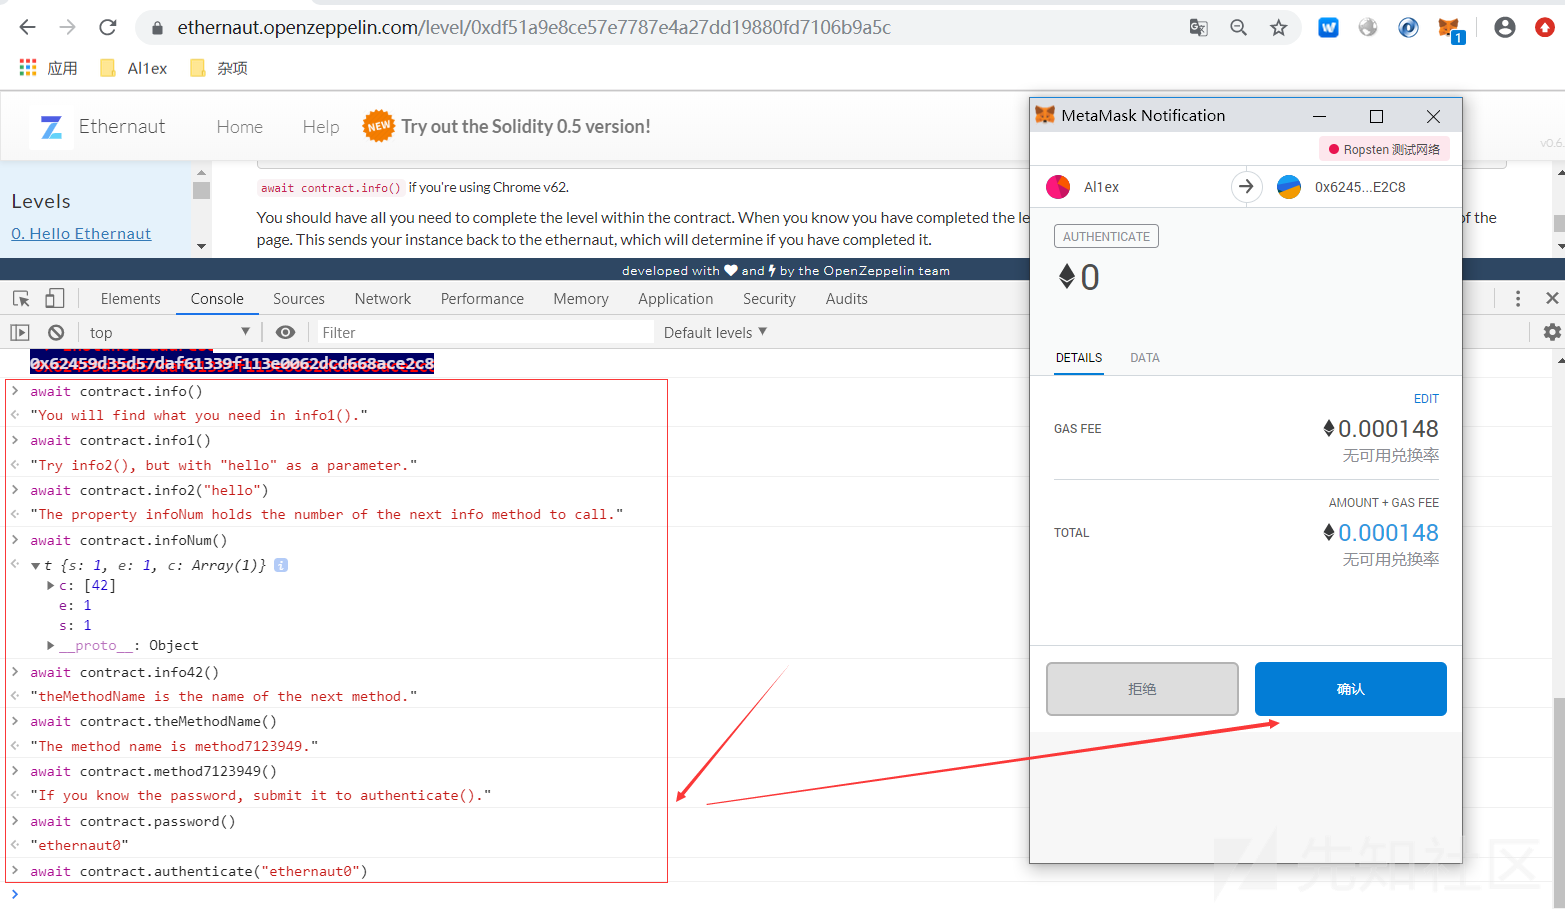 ethernaut.openzeppelin.com/level/0xdf51a9e8ce57e7787e4a27dd19880fd7106b9a5c
1
应用 Al1ex 杂项
Ethernaut Home Help NEW Try out the Solidity 0.5 version!
v0.6.
Levels
0. Hello Ethernaut
await contract.info() if you're using Chrome v62.
You should have all you need to complete the level within the contract. When you know you have completed the le
of the
page. This sends your instance back to the ethernaut, which will determine if you have completed it.
developed with and by the OpenZeppelin team
Elements Console Sources Network Performance Memory Application Security Audits
top Filter Default levels
0x62459d35d57daf61339f113e0062dcd668ace2c8
> await contract.info()
"You will find what you need in info1()."
> await contract.info1()
"Try info2(), but with "hello" as a parameter."
> await contract.info2("hello")
"The property infoNum holds the number of the next info method to call."
> await contract.infoNum()
t {s: 1, e: 1, c: Array(1)} i
c: [42]
e: 1
s: 1
__proto__: Object
> await contract.info42()
"theMethodName is the name of the next method."
> await contract.theMethodName()
"The method name is method7123949."
> await contract.method7123949()
"If you know the password, submit it to authenticate()."
> await contract.password()
"ethernaut0"
> await contract.authenticate("ethernaut0")
>
MetaMask Notification
Ropsten 测试网络
Al1ex 0x6245...E2C8
AUTHENTICATE
0
DETAILS DATA
EDIT
GAS FEE 0.000148
无可用兑换率
AMOUNT + GAS FEE
TOTAL 0.000148
无可用兑换率
拒绝 确认
先知社区